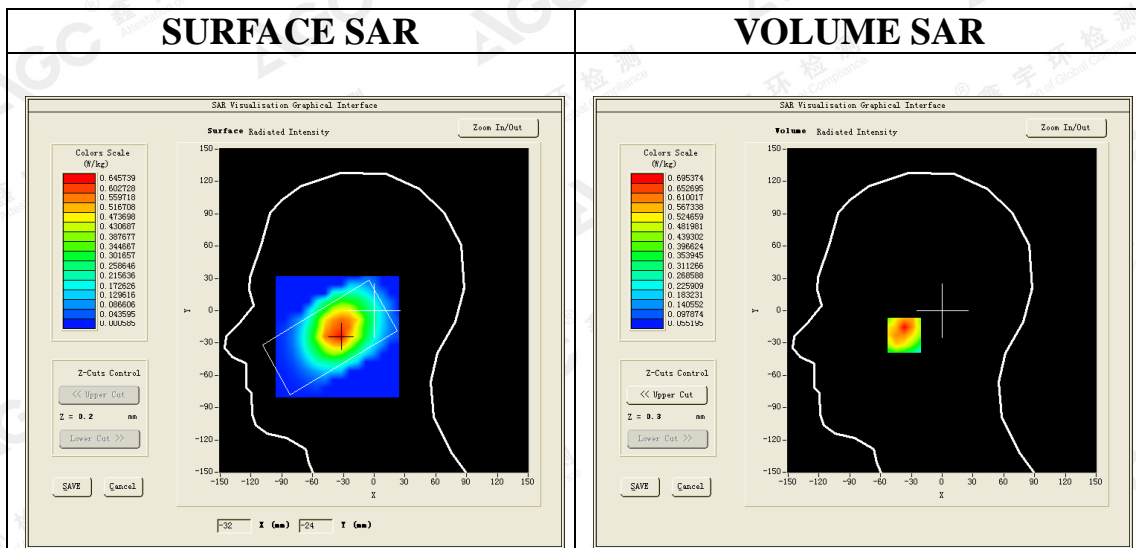 SURFACE SAR
VOLUME SAR
SAR Visualisation Graphical Interface
Surface Radiated Intensity
Zoom In/Out
Colors Scale
(W/kg)
0.645739
0.602728
0.559718
0.516708
0.473698
0.430687
0.387677
0.344667
0.301657
0.258646
0.215636
0.172626
0.129616
0.086606
0.043595
0.000585
Z-Cuts Control
<< Upper Cut
Z = 0.2 mm
Lower Cut >>
SAVE Cancel
150
120
90
60
30
0
-30
-60
-90
-120
-150
Y
-150 -120 -90 -60 -30 0 30 60 90 120 150
X
-32 X (mm) -24 Y (mm)
SAR Visualisation Graphical Interface
Volume Radiated Intensity
Zoom In/Out
Colors Scale
(W/kg)
0.695374
0.652695
0.610017
0.567338
0.524659
0.481981
0.439302
0.396624
0.353945
0.311266
0.268588
0.225909
0.183231
0.140552
0.097874
0.055195
Z-Cuts Control
<< Upper Cut
Z = 0.3 mm
Lower Cut >>
SAVE Cancel
150
120
90
60
30
0
-30
-60
-90
-120
-150
Y
-150 -120 -90 -60 -30 0 30 60 90 120 150
X